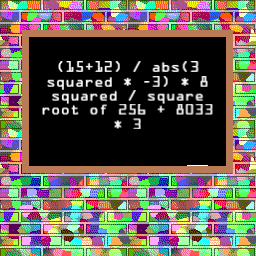 (15+12) / abs(3
squared * -3) * 8
squared / square
root of 256 + 8033
* 3